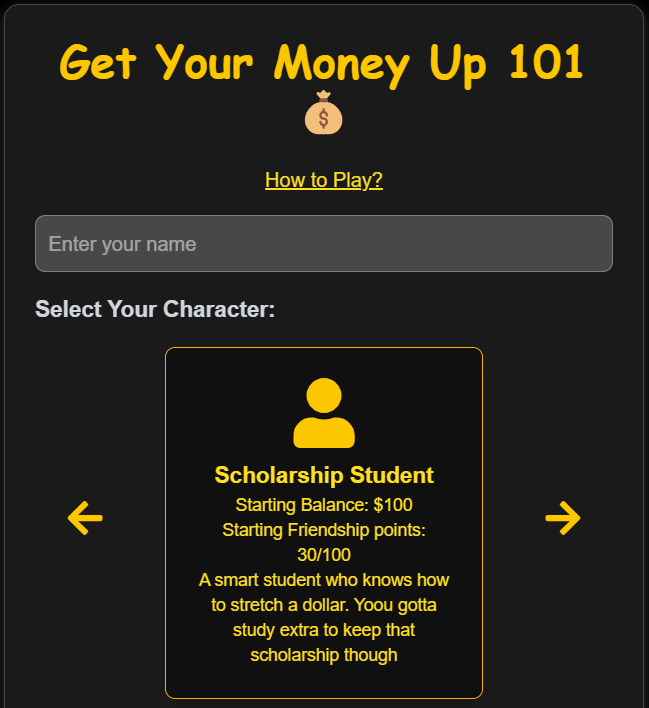 Get Your Money Up 101
$
How to Play?
Enter your name
Select Your Character:
Scholarship Student
Starting Balance: $100
Starting Friendship points:
30/100
A smart student who knows how
to stretch a dollar. Yoou gotta
study extra to keep that
scholarship though